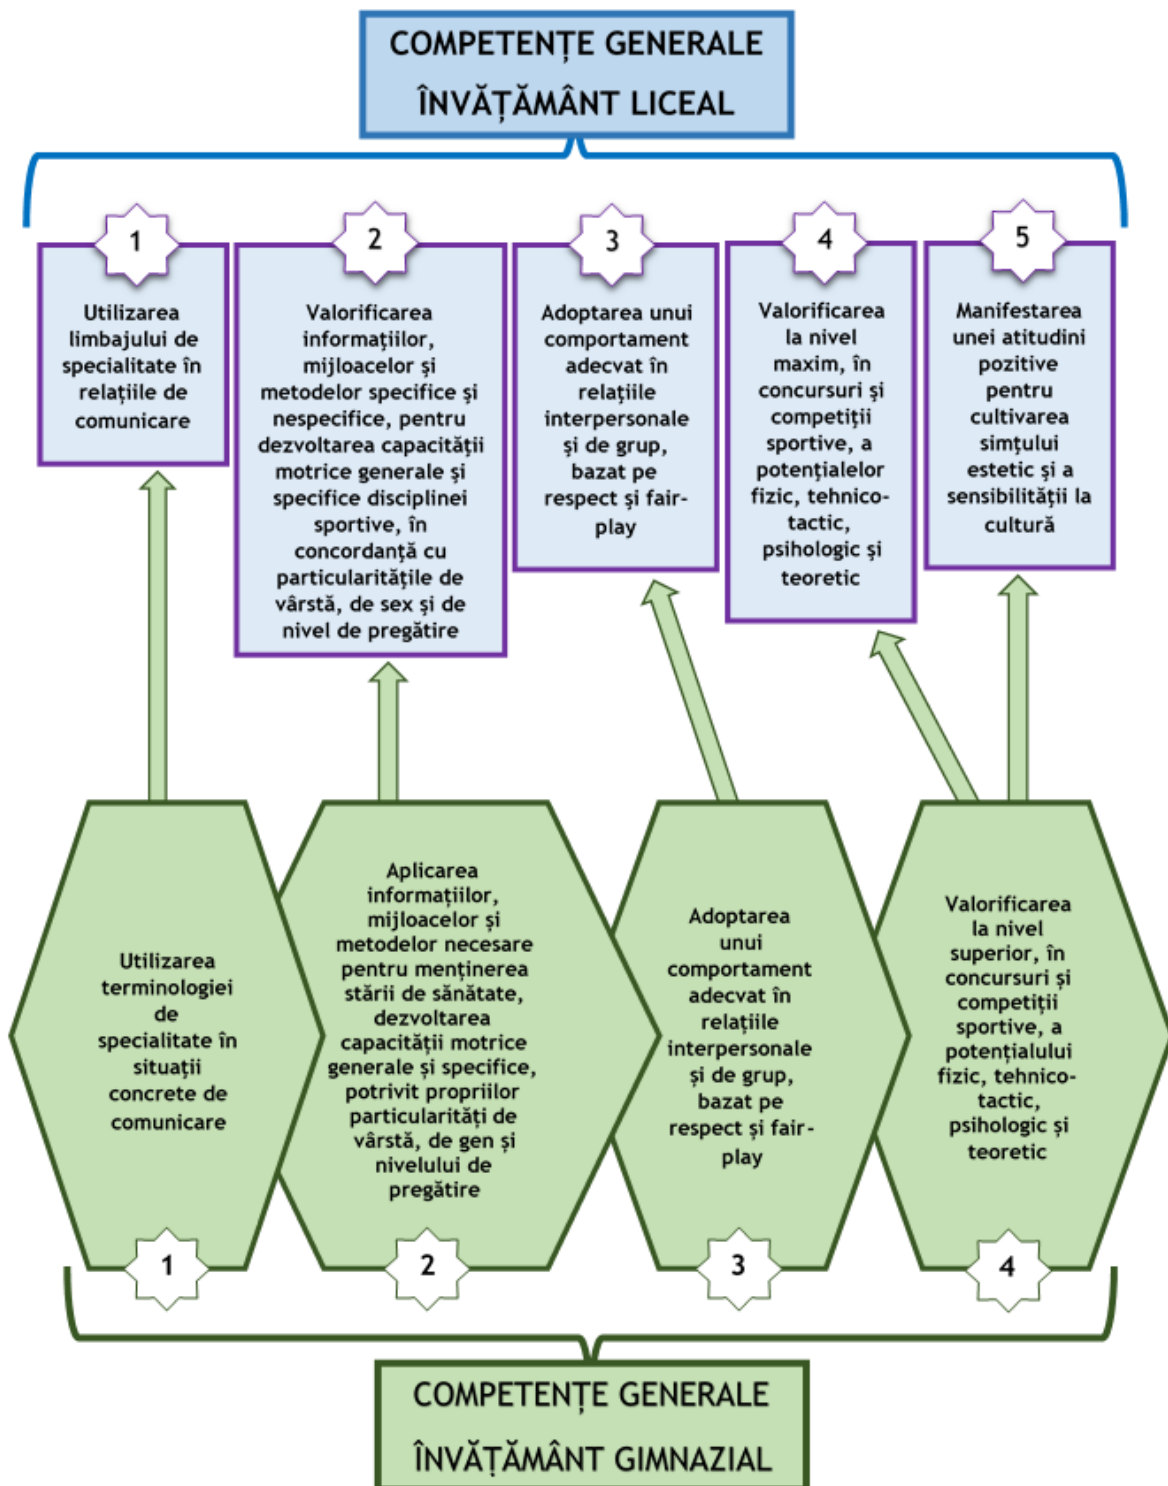 COMPETENȚE GENERALE
ÎNVĂȚĂMÂNT LICEAL
1
Utilizarea
limbajului de
specialitate în
relațiile de
comunicare
2
Valorificarea
informațiilor,
mijloacelor și
metodelor specifice și
nespecifice, pentru
dezvoltarea capacității
motrice generale și
specifice disciplinei
sportive, în
concordanță cu
particularitățile de
vârstă, de sex și de
nivel de pregătire
3
Adoptarea unui
comportament
adecvat în
relațiile
interpersonale
și de grup,
bazat pe
respect și fair-
play
4
Valorificarea
la nivel
maxim, în
concursuri și
competiții
sportive, a
potențialelor
fizic, tehnico-
tactic,
psihologic și
teoretic
5
Manifestarea
unei atitudini
pozitive
pentru
cultivarea
simțului
estetic și a
sensibilității la
cultură
Utilizarea
terminologiei
de
specialitate în
situații
concrete de
comunicare
1
Aplicarea
informațiilor,
mijloacelor și
metodelor necesare
pentru menținerea
stării de sănătate,
dezvoltarea
capacității motrice
generale și specifice,
potrivit propriilor
particularități de
vârstă, de gen și
nivelului de
pregătire
2
Adoptarea
unui
comportament
adecvat în
relațiile
interpersonale
și de grup,
bazat pe
respect și fair-
play
3
Valorificarea
la nivel
superior, în
concursuri și
competiții
sportive, a
potențialului
fizic, tehnico-
tactic,
psihologic și
teoretic
4
COMPETENȚE GENERALE
ÎNVĂȚĂMÂNT GIMNAZIAL